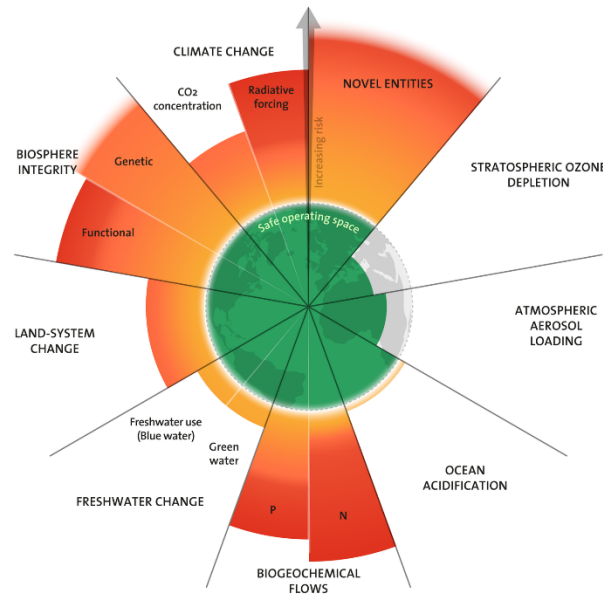 CLIMATE CHANGE
CO2
concentration
Radiative
forcing
NOVEL ENTITIES
Increasing risk
BIOSPHERE
INTEGRITY
Genetic
STRATOSPHERIC OZONE
DEPLETION
Functional
Safe operating space
LAND-SYSTEM
CHANGE
ATMOSPHERIC
AEROSOL
LOADING
Freshwater use
(Blue water)
Green
water
FRESHWATER CHANGE
P
N
OCEAN
ACIDIFICATION
BIOGEOCHEMICAL
FLOWS